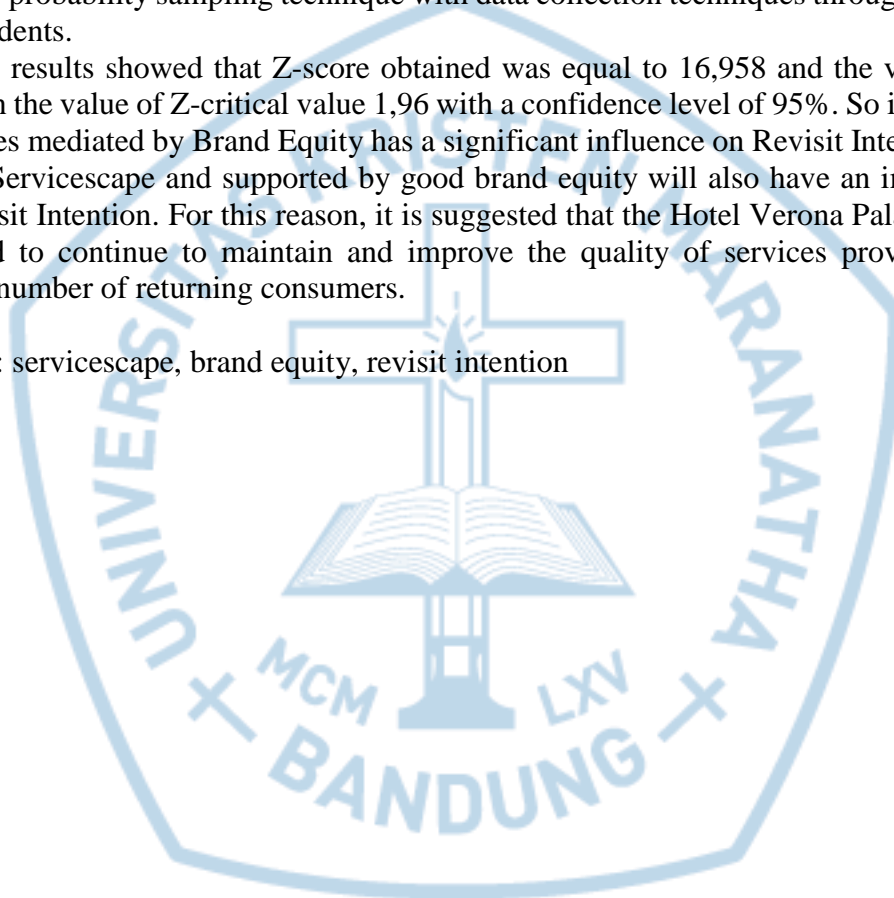 probability sampling technique with data collection techniques throug
dents.
results showed that Z-score obtained was equal to 16,958 and the v
n the value of Z-critical value 1,96 with a confidence level of 95%. So i
es mediated by Brand Equity has a significant influence on Revisit Inte
Servicescape and supported by good brand equity will also have an i
isit Intention. For this reason, it is suggested that the Hotel Verona Pal
d to continue to maintain and improve the quality of services prov
number of returning consumers.
: servicescape, brand equity, revisit intention
UNIVERSITAS KRISTEN MARANATHA
MCM LXV
BANDUNG